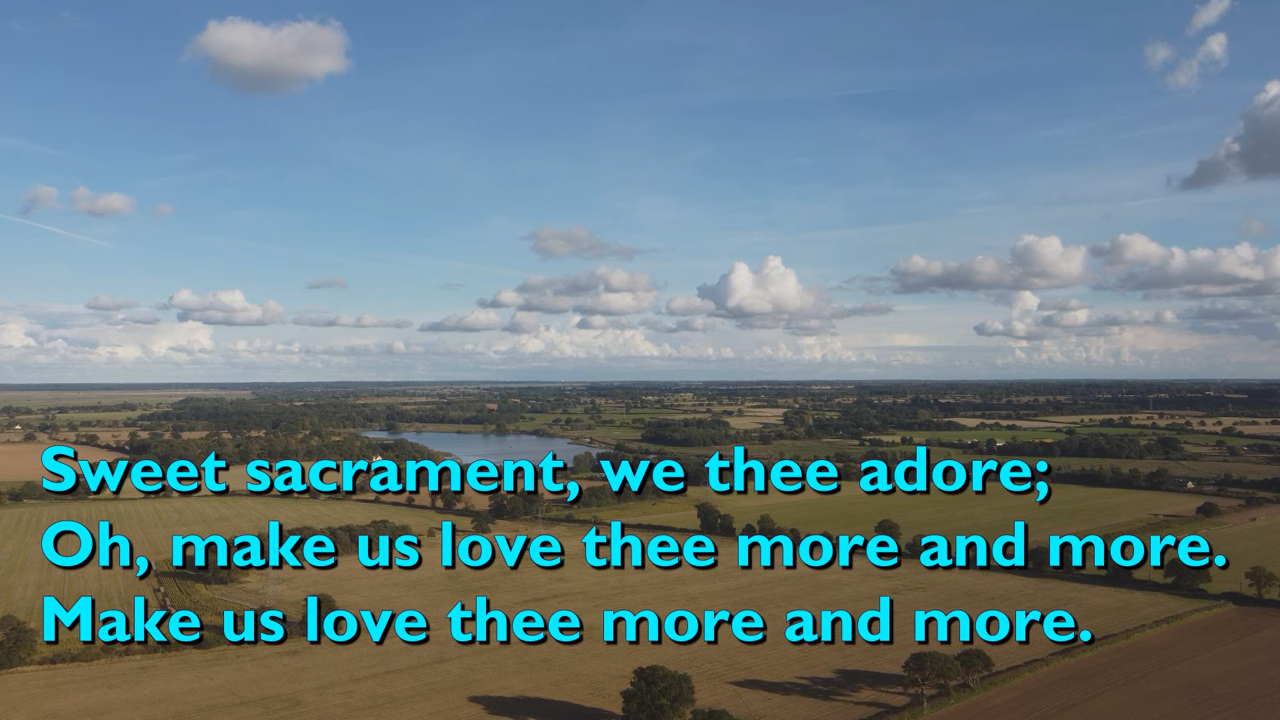 Sweet sacrament, we thee adore;
Oh, make us love thee more and more.
Make us love thee more and more.